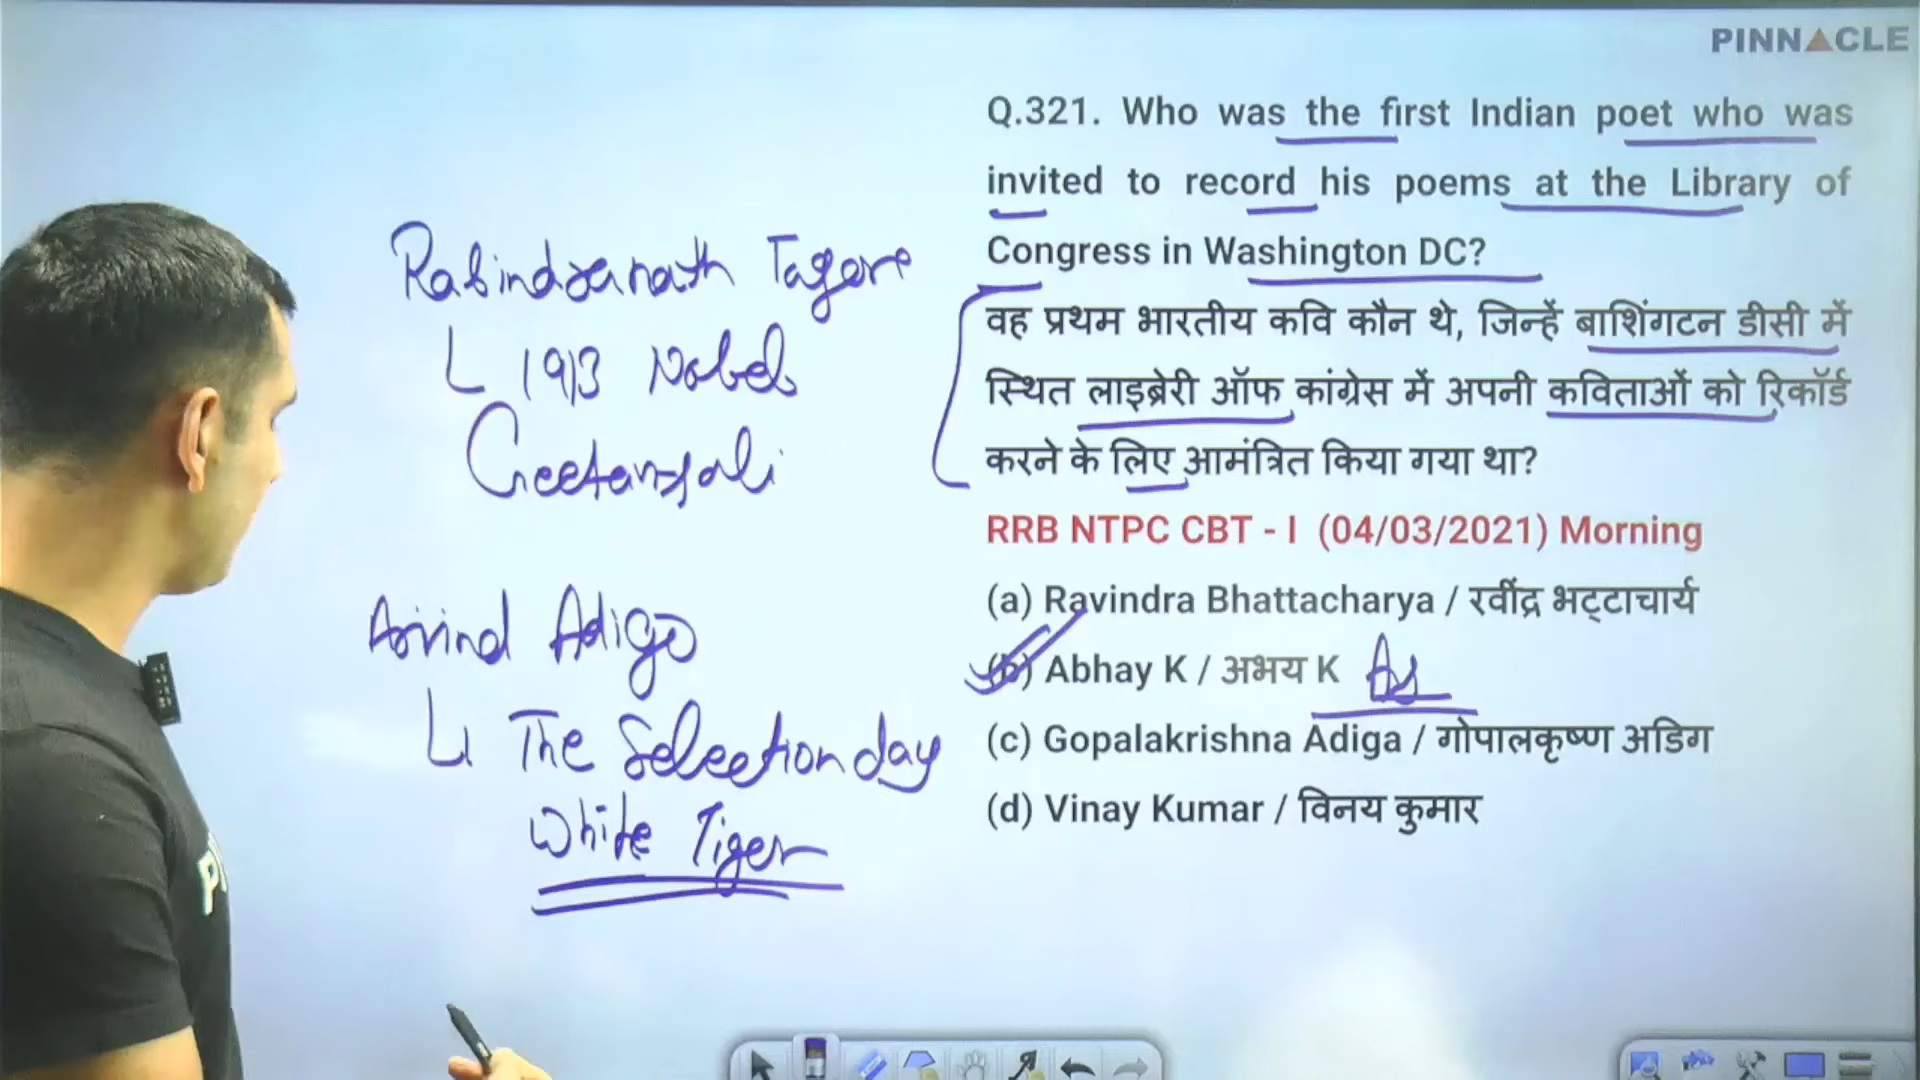 PINNACLE
Q.321. Who was the first Indian poet who was
invited to record his poems at the Library of
Congress in Washington DC?
वह प्रथम भारतीय कवि कौन थे, जिन्हें बाशिंगटन डीसी में
स्थित लाइब्रेरी ऑफ कांग्रेस में अपनी कविताओं को रिकॉर्ड
करने के लिए आमंत्रित किया गया था?
RRB NTPC CBT - I (04/03/2021) Morning
(a) Ravindra Bhattacharya / रवींद्र भट्टाचार्य
(b) Abhay K / अभय K
(c) Gopalakrishna Adiga / गोपालकृष्ण अडिग
(d) Vinay Kumar / विनय कुमार
Rabindranath Tagore
1913 Nobel
Geetanjali
Arvind Adiga
The Selection day
White Tiger